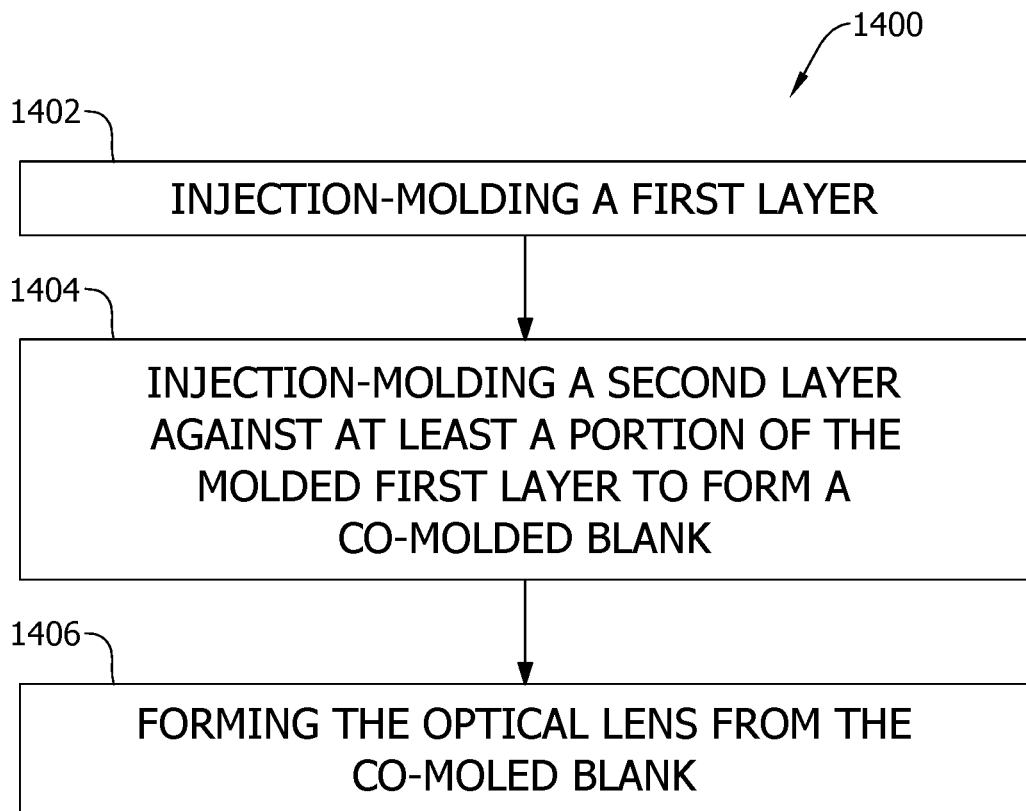 1400
1402
INJECTION-MOLDING A FIRST LAYER
1404
INJECTION-MOLDING A SECOND LAYER
AGAINST AT LEAST A PORTION OF THE
MOLDED FIRST LAYER TO FORM A
CO-MOLDED BLANK
1406
FORMING THE OPTICAL LENS FROM THE
CO-MOLED BLANK